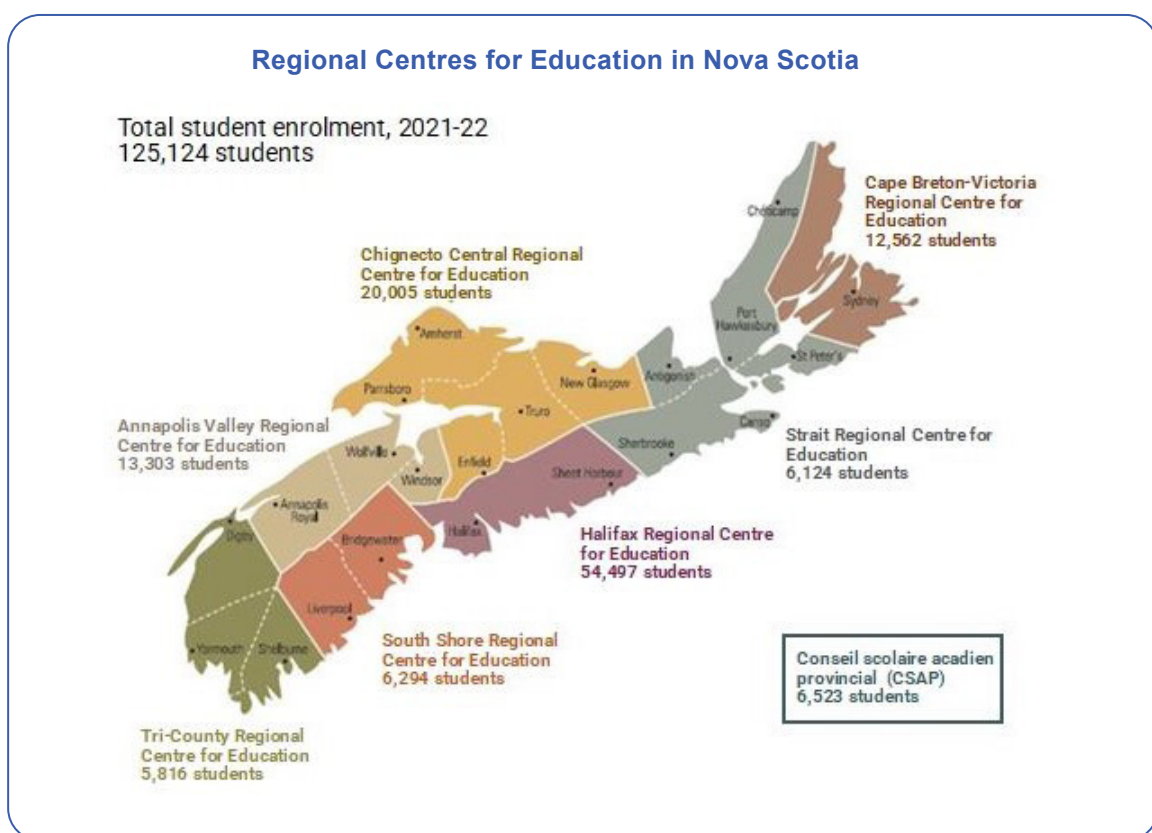 Regional Centres for Education in Nova Scotia
Total student enrolment, 2021-22
125,124 students
Cape Breton-Victoria
Regional Centre for
Education
12,562 students
Chéticamp
Chignecto Central Regional
Centre for Education
20,005 students
Sydney
Port
Hawkesbury
Amherst
St Peter's
Antigonish
New Glasgow
Parrsboro
Truro
Canso
Annapolis Valley Regional
Centre for Education
13,303 students
Strait Regional Centre for
Education
6,124 students
Sherbrooke
Wolfville
Enfield
Sheet Harbour
Windsor
Annapolis
Royal
Halifax
Digby
Bridgewater
Halifax Regional Centre
for Education
54,497 students
Liverpool
South Shore Regional
Centre for Education
6,294 students
Yarmouth
Shelburne
Conseil scolaire acadien
provincial (CSAP)
6,523 students
Tri-County Regional
Centre for Education
5,816 students